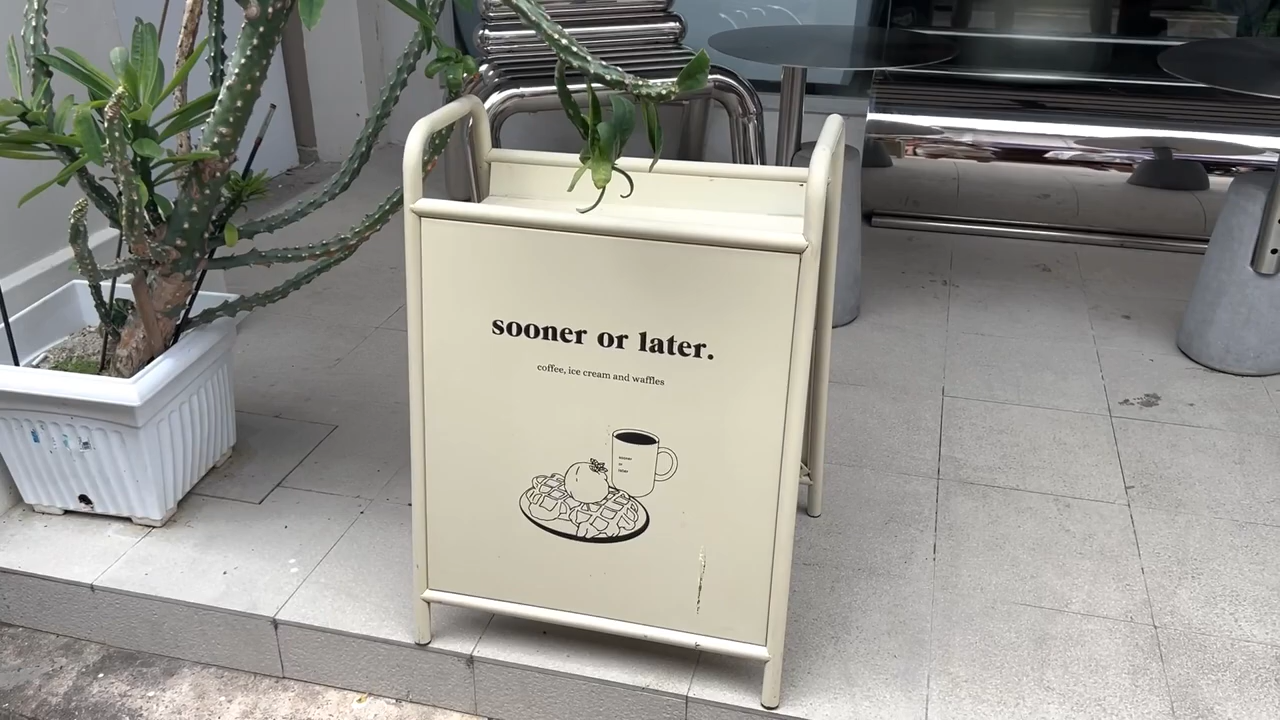 sooner or later.
coffee, ice cream and waffles